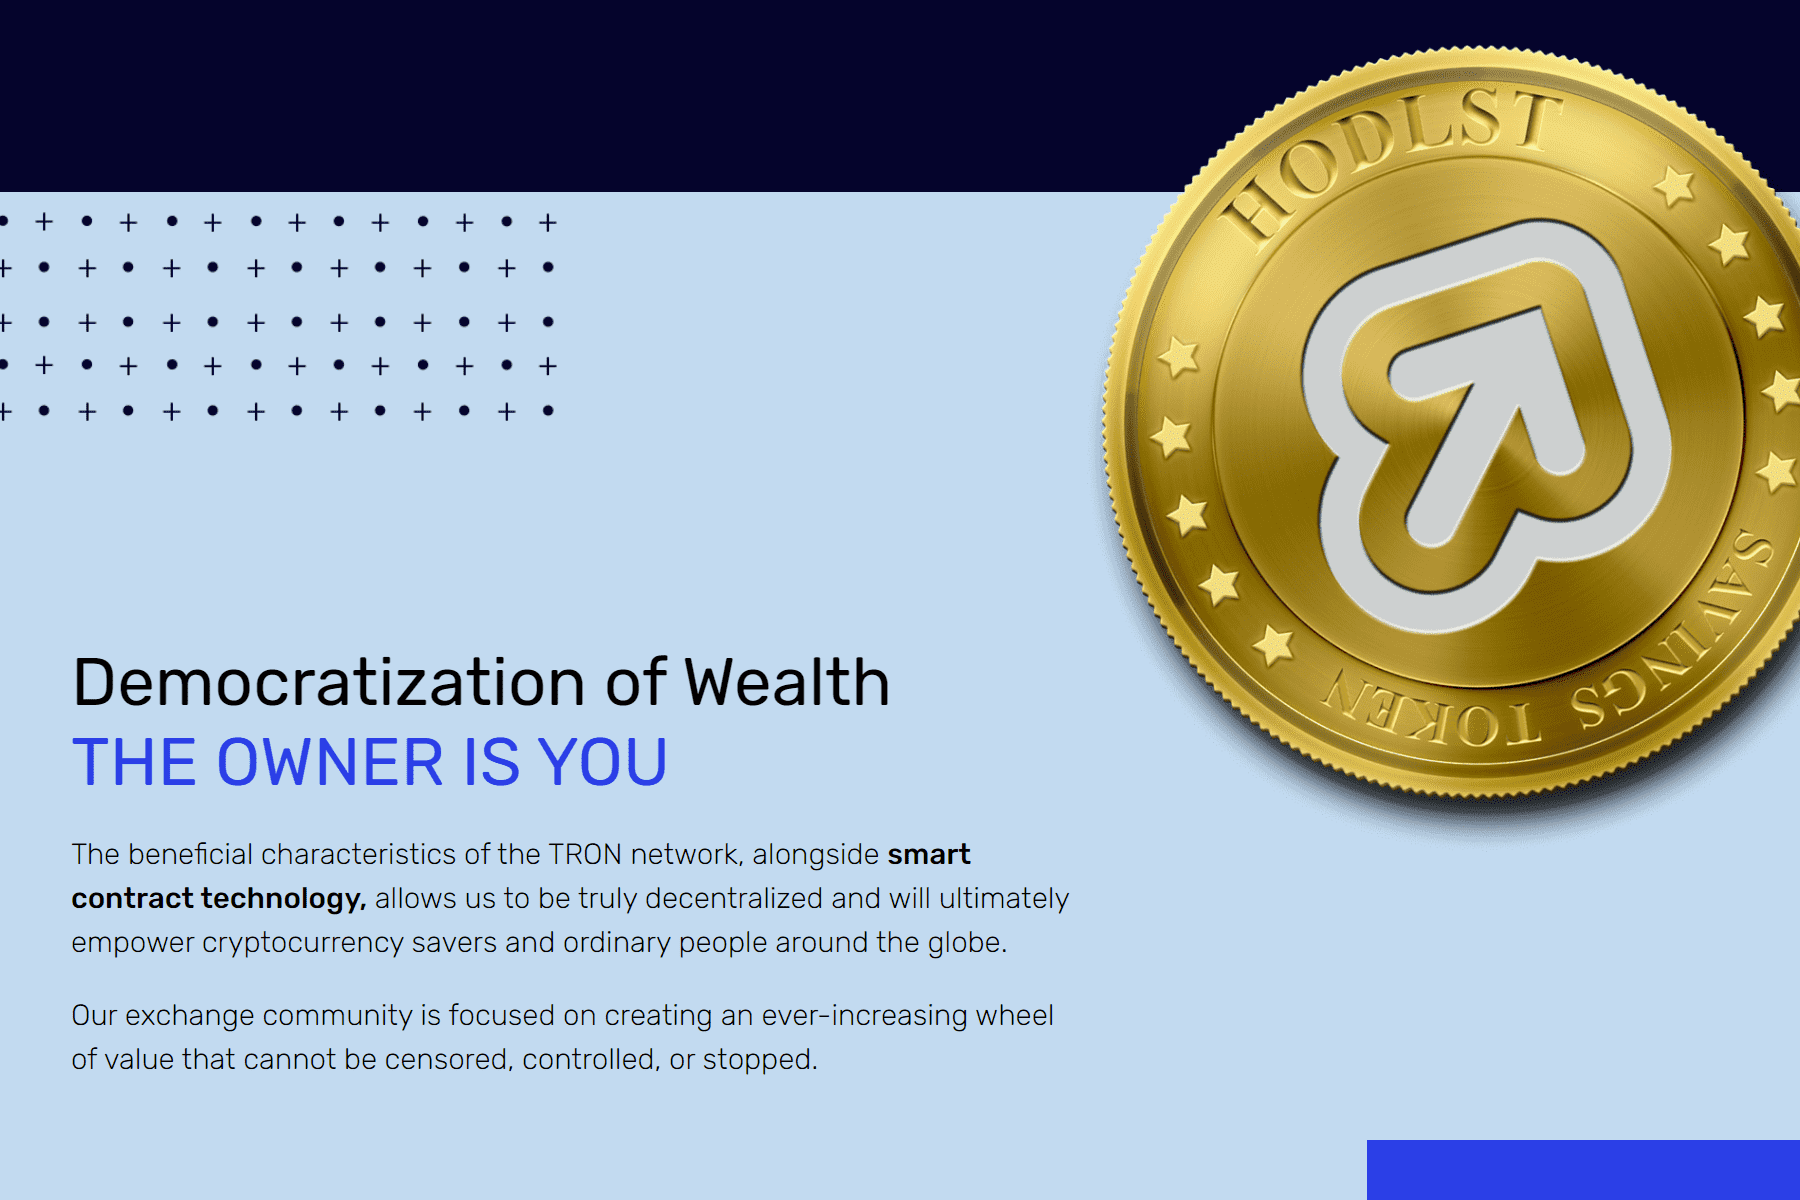 HODLST
SAVINGS TOKEN
Democratization of Wealth
THE OWNER IS YOU
The beneficial characteristics of the TRON network, alongside smart
contract technology, allows us to be truly decentralized and will ultimately
empower cryptocurrency savers and ordinary people around the globe.
Our exchange community is focused on creating an ever-increasing wheel
of value that cannot be censored, controlled, or stopped.